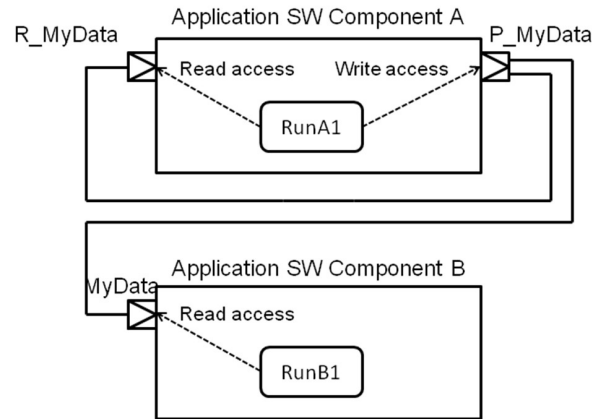 Application SW Component A
R_MyData
P_MyData
Read access
Write access
RunA1
Application SW Component B
MyData
Read access
RunB1